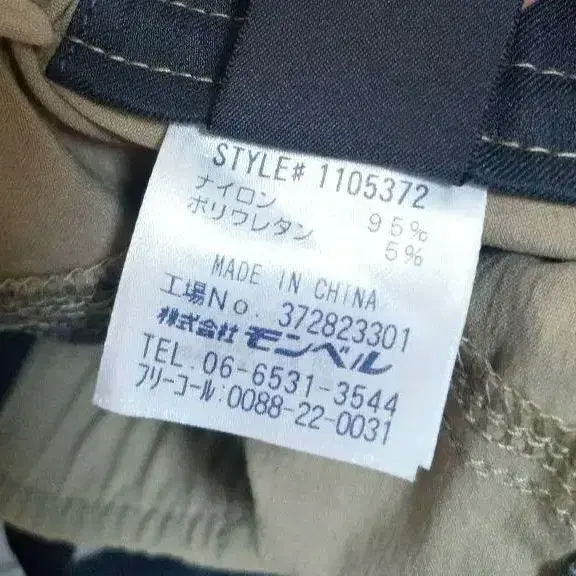 STYLE# 1105372
ナイロン 95%
ポリウレタン 5%
MADE IN CHINA
工場No. 372823301
株式会社 モンベル
TEL. 06-6531-3544
フリーコール:0088-22-0031